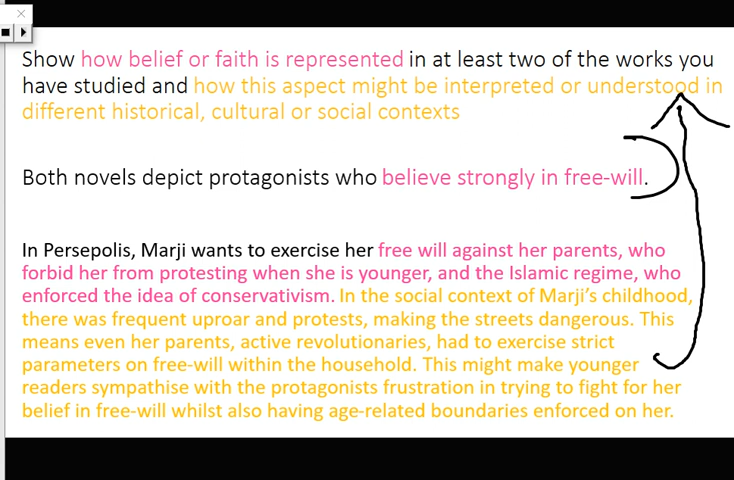 Show how belief or faith is represented in at least two of the works you
have studied and how this aspect might be interpreted or understood in
different historical, cultural or social contexts
Both novels depict protagonists who believe strongly in free-will.
In Persepolis, Marji wants to exercise her free will against her parents, who
forbid her from protesting when she is younger, and the Islamic regime, who
enforced the idea of conservativism. In the social context of Marji's childhood,
there was frequent uproar and protests, making the streets dangerous. This
means even her parents, active revolutionaries, had to exercise strict
parameters on free-will within the household. This might make younger
readers sympathise with the protagonists frustration in trying to fight for her
belief in free-will whilst also having age-related boundaries enforced on her.